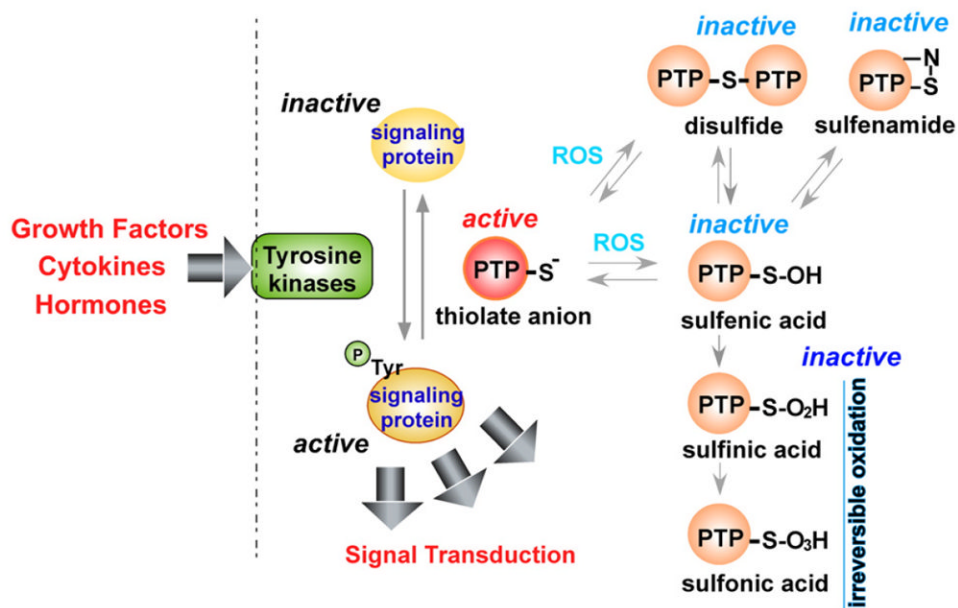 inactive
signaling
protein
Growth Factors
Cytokines
Hormones
Tyrosine
kinases
P
Tyr
signaling
protein
active
Signal Transduction
active
PTP-S-
thiolate anion
ROS
ROS
inactive
PTP-S-PTP
disulfide
inactive
PTP
N
S
sulfenamide
inactive
PTP-S-OH
sulfenic acid
inactive
PTP-S-O2H
sulfinic acid
PTP-S-O3H
sulfonic acid
irreversible oxidation